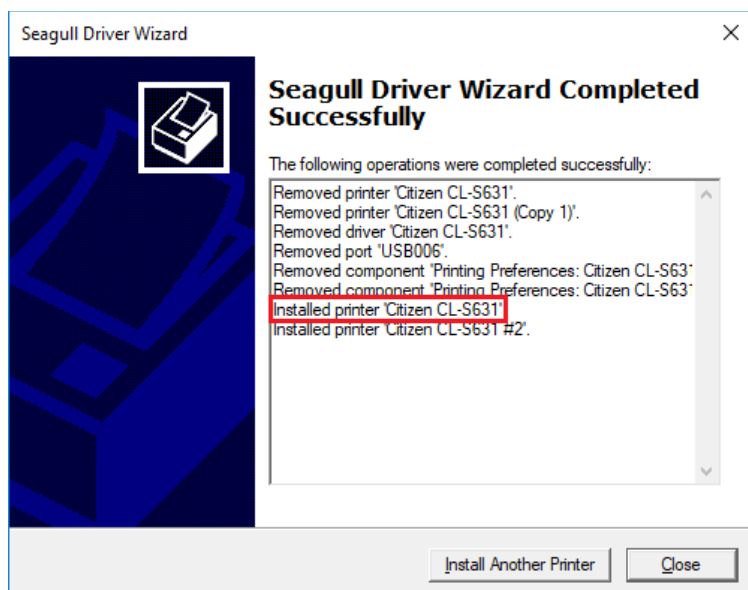 Seagull Driver Wizard
Seagull Driver Wizard Completed
Successfully
The following operations were completed successfully:
Removed printer 'Citizen CL-S631'.
Removed printer 'Citizen CL-S631 (Copy 1)'.
Removed driver 'Citizen CL-S631'.
Removed port 'USB006'.
Removed component 'Printing Preferences: Citizen CL-S631
Removed component 'Printing Preferences: Citizen CL-S631
Installed printer 'Citizen CL-S631'
Installed printer 'Citizen CL-S631 #2'.
Install Another Printer
Close